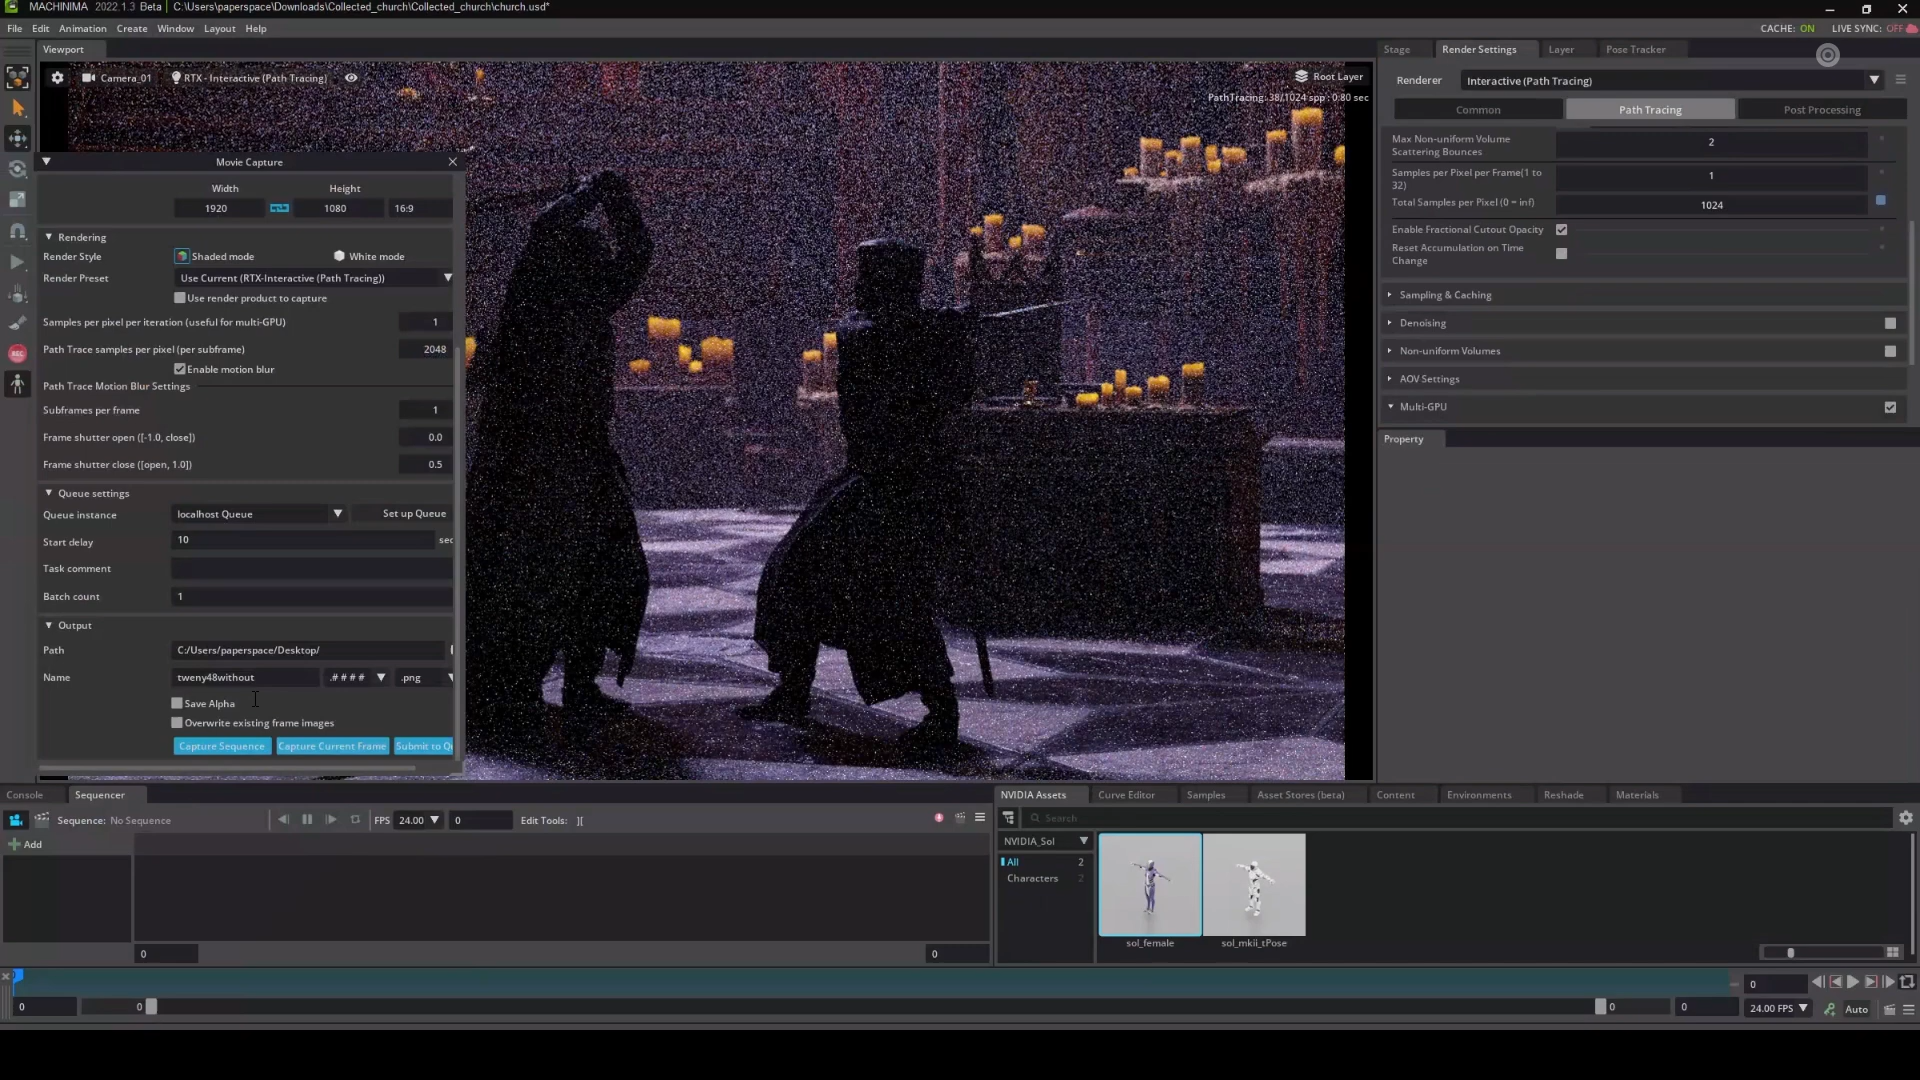 MACHINIMA 2022.1.3 Beta C:\Users\paperspace\Downloads\Collected_church\Collected_church\church.usd*
File Edit Animation Create Window Layout Help CACHE: ON LIVE SYNC: OFF
Viewport
Camera_01 RTX - Interactive (Path Tracing) Root Layer
PathTracing: 38/1024 spp : 0.80 sec
Movie Capture
Width Height
1920 1080 16:9
Rendering
Render Style Shaded mode White mode
Render Preset Use Current (RTX-Interactive (Path Tracing))
Use render product to capture
Samples per pixel per iteration (useful for multi-GPU) 1
Path Trace samples per pixel (per subframe) 2048
Enable motion blur
Path Trace Motion Blur Settings
Subframes per frame 1
Frame shutter open ([-1.0, close]) 0.0
Frame shutter close ([open, 1.0]) 0.5
Queue settings
Queue instance localhost Queue Set up Queue
Start delay 10 sec
Task comment
Batch count 1
Output
Path C:/Users/paperspace/Desktop/
Name tweny48without .#### .png
Save Alpha
Overwrite existing frame images
Capture Sequence Capture Current Frame Submit to Qu
REC
Stage Render Settings Layer Pose Tracker
Renderer Interactive (Path Tracing)
Common Path Tracing Post Processing
Max Non-uniform Volume
Scattering Bounces 2
Samples per Pixel per Frame(1 to
32) 1
Total Samples per Pixel (0 = inf) 1024
Enable Fractional Cutout Opacity
Reset Accumulation on Time
Change
Sampling & Caching
Denoising
Non-uniform Volumes
AOV Settings
Multi-GPU
Property
Console Sequencer
Sequence: No Sequence FPS 24.00 0 Edit Tools: ][
Add
0 0
NVIDIA Assets Curve Editor Samples Asset Stores (beta) Content Environments Reshade Materials
Search
NVIDIA_Sol
All 2
Characters 2
sol_female sol_mkii_tPose
0
0 0 0 0 24.00 FPS Auto